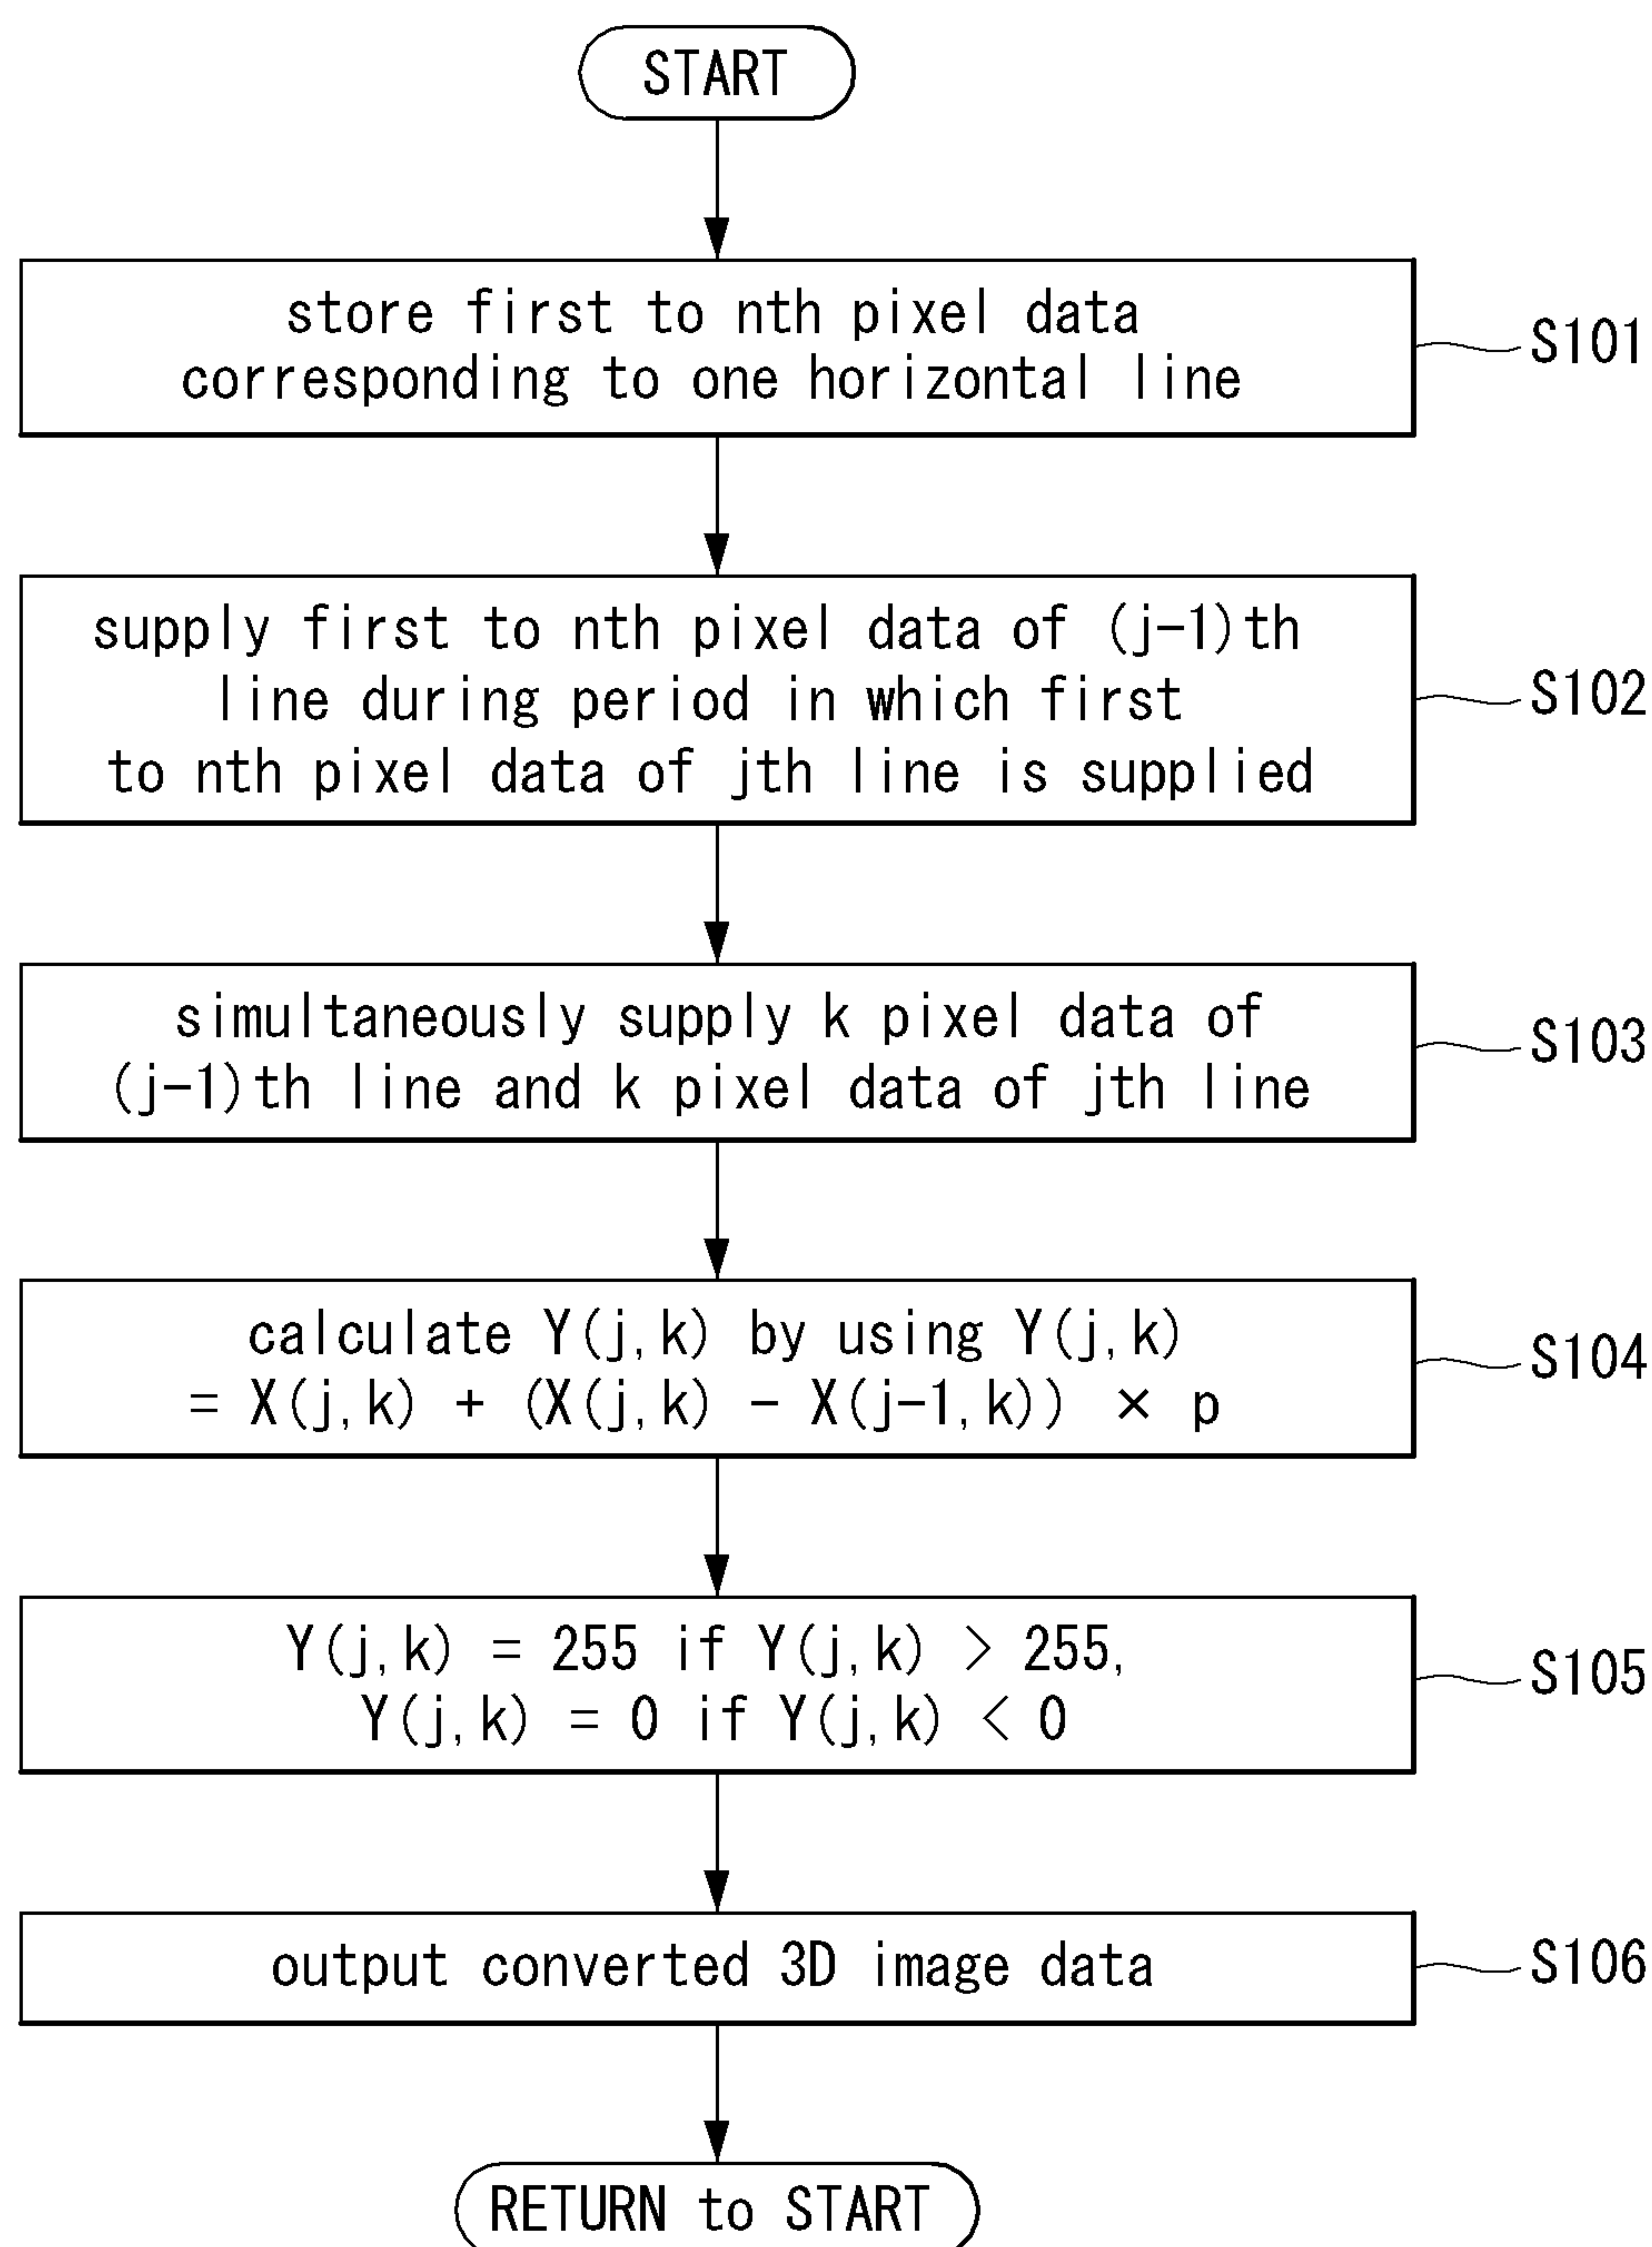 START
store first to nth pixel data
corresponding to one horizontal line
S101
supply first to nth pixel data of (j-1)th
line during period in which first
to nth pixel data of jth line is supplied
S102
simultaneously supply k pixel data of
(j-1)th line and k pixel data of jth line
S103
calculate Y(j,k) by using Y(j,k)
= X(j,k) + (X(j,k) - X(j-1,k)) × p
S104
Y(j,k) = 255 if Y(j,k) > 255,
Y(j,k) = 0 if Y(j,k) < 0
S105
output converted 3D image data
S106
RETURN to START